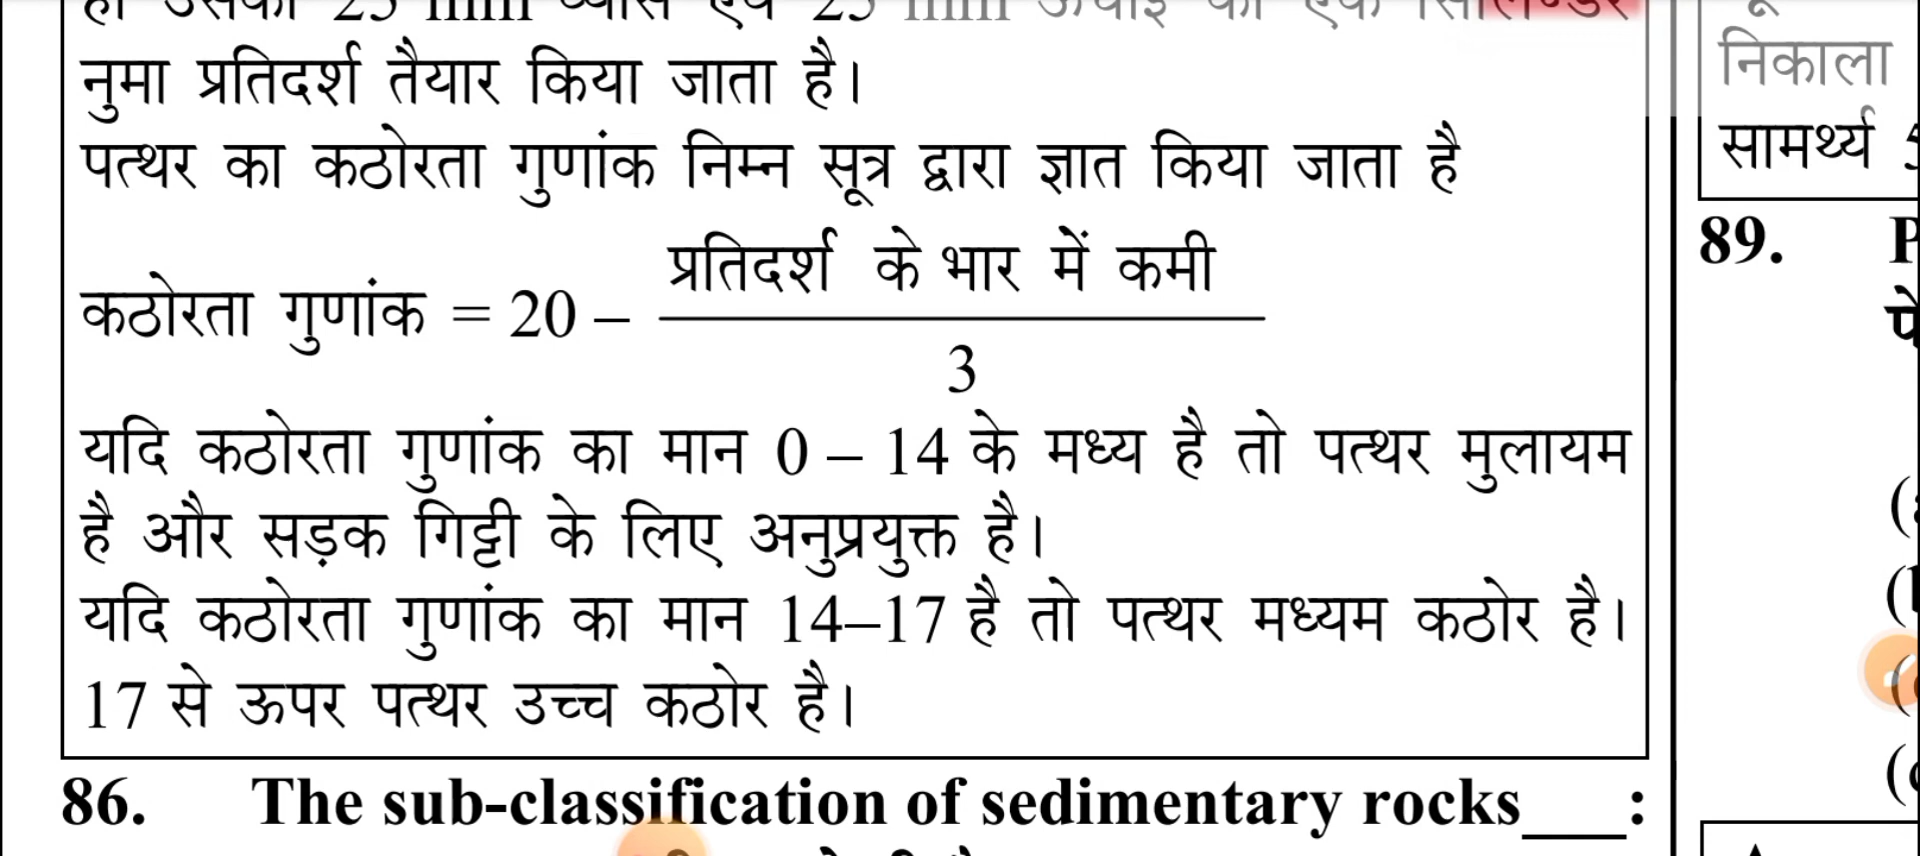 नुमा प्रतिदर्श तैयार किया जाता है।
पत्थर का कठोरता गुणांक निम्न सूत्र द्वारा ज्ञात किया जाता है
कठोरता गुणांक = 20 – प्रतिदर्श के भार में कमी / 3
यदि कठोरता गुणांक का मान 0 – 14 के मध्य है तो पत्थर मुलायम
है और सड़क गिट्टी के लिए अनुप्रयुक्त है।
यदि कठोरता गुणांक का मान 14–17 है तो पत्थर मध्यम कठोर है।
17 से ऊपर पत्थर उच्च कठोर है।
86. The sub-classification of sedimentary rocks___:
निकाला
सामर्थ्य
89.